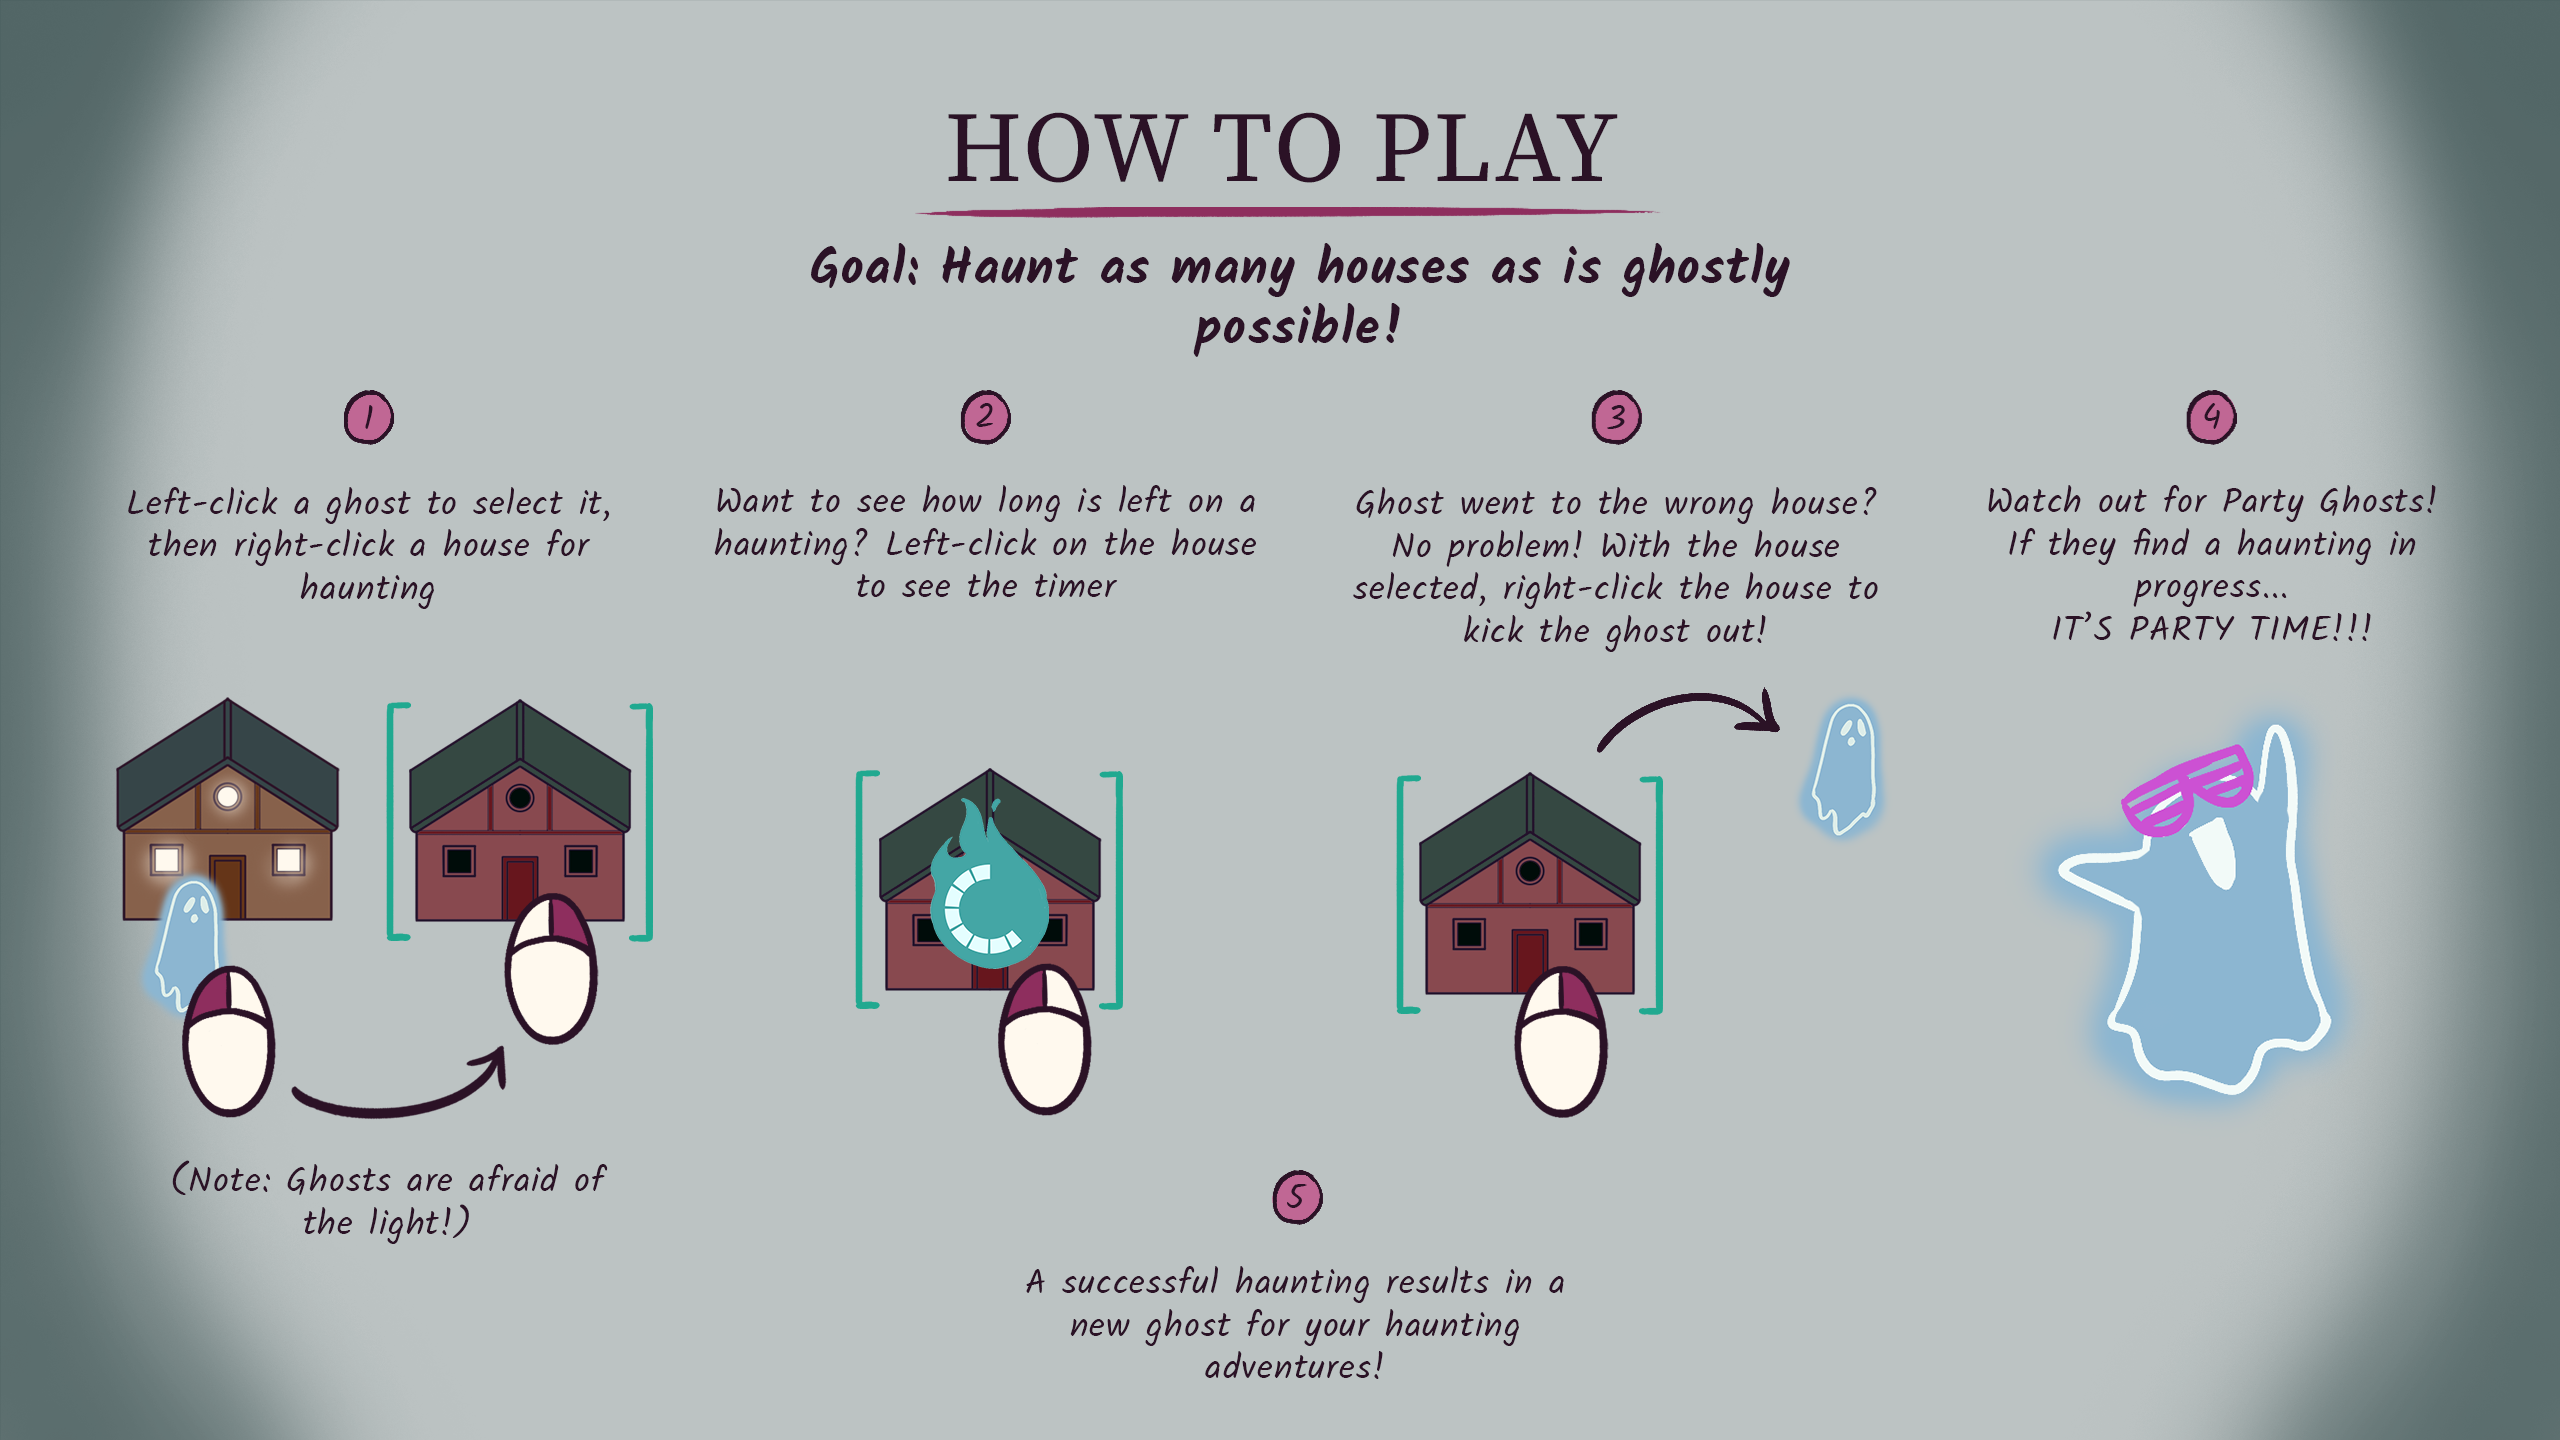 HOW TO PLAY
Goal: Haunt as many houses as is ghostly
possible!
1
Left-click a ghost to select it,
then right-click a house for
haunting
(Note: Ghosts are afraid of
the light!)
2
Want to see how long is left on a
haunting? Left-click on the house
to see the timer
3
Ghost went to the wrong house?
No problem! With the house
selected, right-click the house to
kick the ghost out!
4
Watch out for Party Ghosts!
If they find a haunting in
progress...
IT'S PARTY TIME!!!
5
A successful haunting results in a
new ghost for your haunting
adventures!